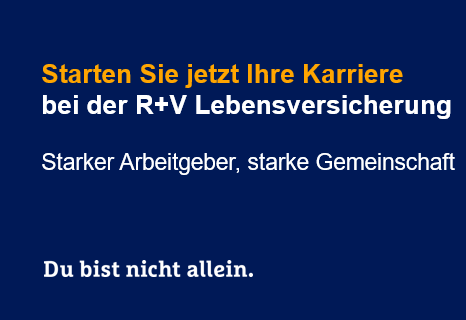 Starten Sie jetzt Ihre Karriere
bei der R+V Lebensversicherung
Starker Arbeitgeber, starke Gemeinschaft
Du bist nicht allein.